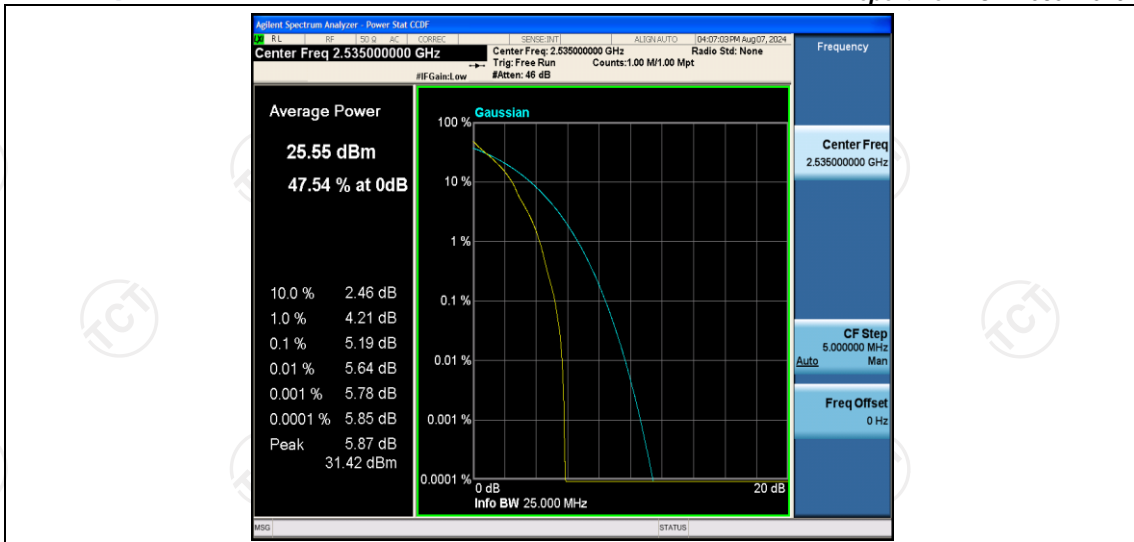 Agilent Spectrum Analyzer - Power Stat CCDF
RL RF 50 Ω AC CORREC SENSE:INT ALIGN AUTO 04:07:03 PM Aug 07, 2024
Center Freq 2.535000000 GHz
Center Freq: 2.535000000 GHz Radio Std: None
Trig: Free Run Counts:1.00 M/1.00 Mpt
#IFGain:Low #Atten: 46 dB
Frequency
Average Power
25.55 dBm
47.54 % at 0dB
10.0 % 2.46 dB
1.0 % 4.21 dB
0.1 % 5.19 dB
0.01 % 5.64 dB
0.001 % 5.78 dB
0.0001 % 5.85 dB
Peak 5.87 dB
31.42 dBm
Gaussian
100 %
10 %
1 %
0.1 %
0.01 %
0.001 %
0.0001 %
0 dB 20 dB
Info BW 25.000 MHz
Center Freq
2.535000000 GHz
CF Step
5.000000 MHz
Auto Man
Freq Offset
0 Hz
MSG STATUS
TCT
TCT